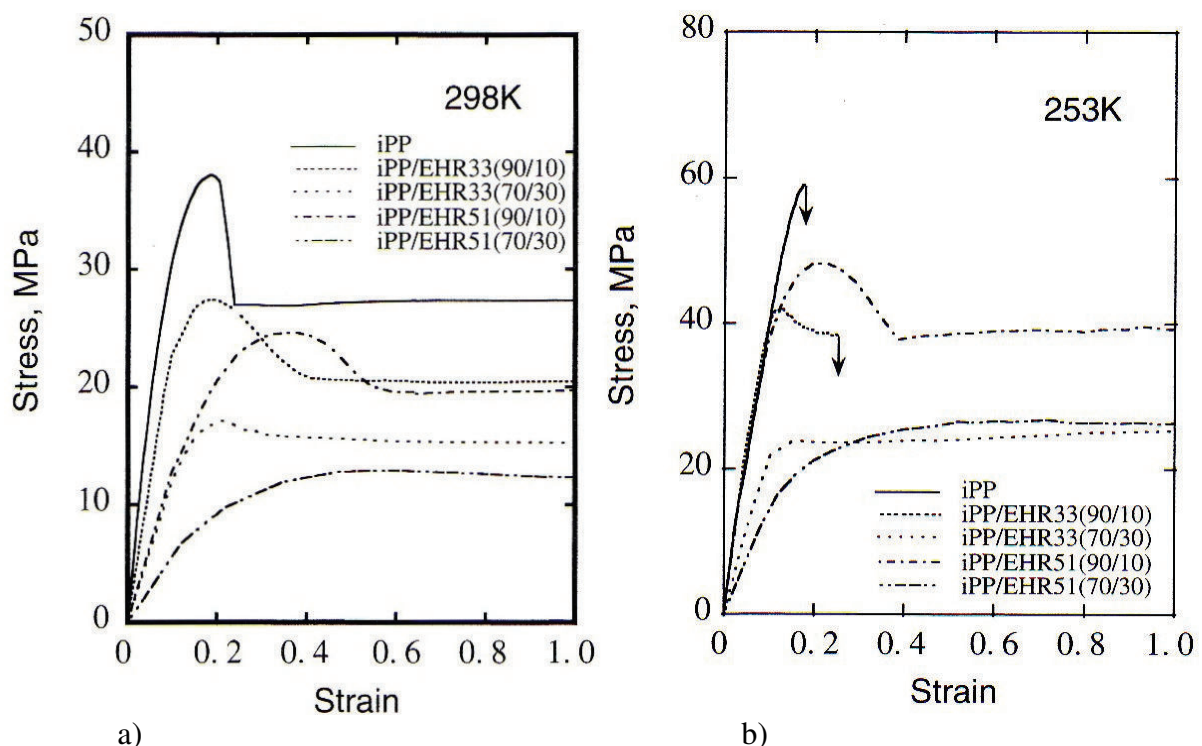 50
40
30
20
10
0
Stress, MPa
298K
iPP
iPP/EHR33(90/10)
iPP/EHR33(70/30)
iPP/EHR51(90/10)
iPP/EHR51(70/30)
0 0.2 0.4 0.6 0.8 1.0
Strain
a)
80
60
40
20
0
Stress, MPa
253K
iPP
iPP/EHR33(90/10)
iPP/EHR33(70/30)
iPP/EHR51(90/10)
iPP/EHR51(70/30)
0 0.2 0.4 0.6 0.8 1.0
Strain
b)